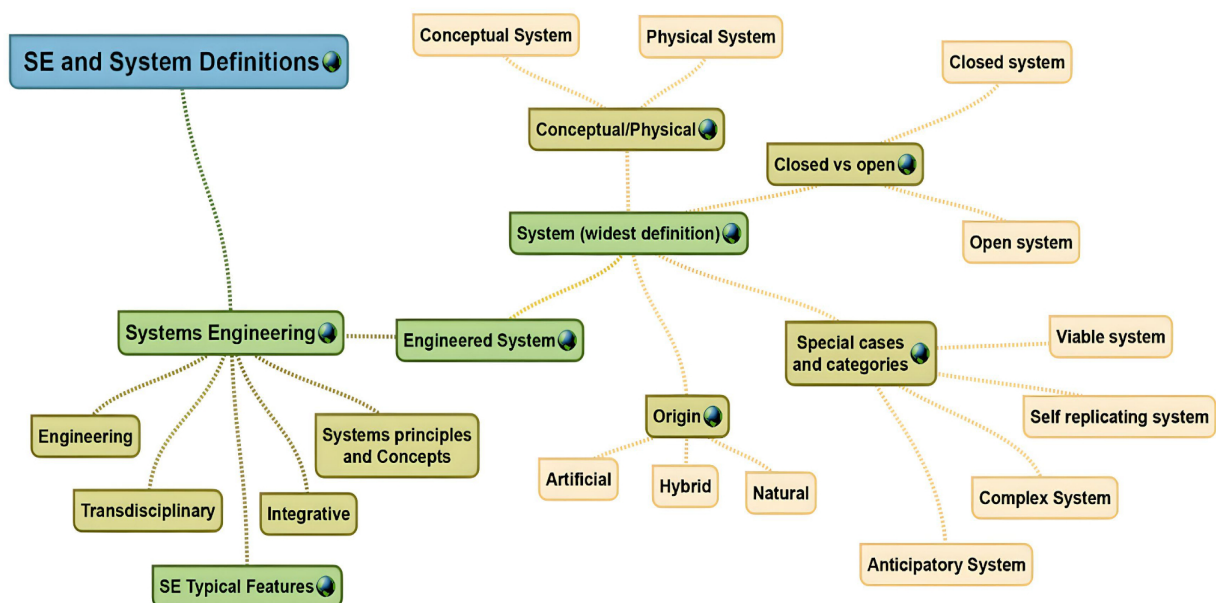 Conceptual System
Physical System
SE and System Definitions
Closed system
Conceptual/Physical
Closed vs open
System (widest definition)
Open system
Systems Engineering
Engineered System
Special cases
and categories
Viable system
Self replicating system
Complex System
Anticipatory System
Origin
Artificial
Hybrid
Natural
Engineering
Systems principles
and Concepts
Transdisciplinary
Integrative
SE Typical Features